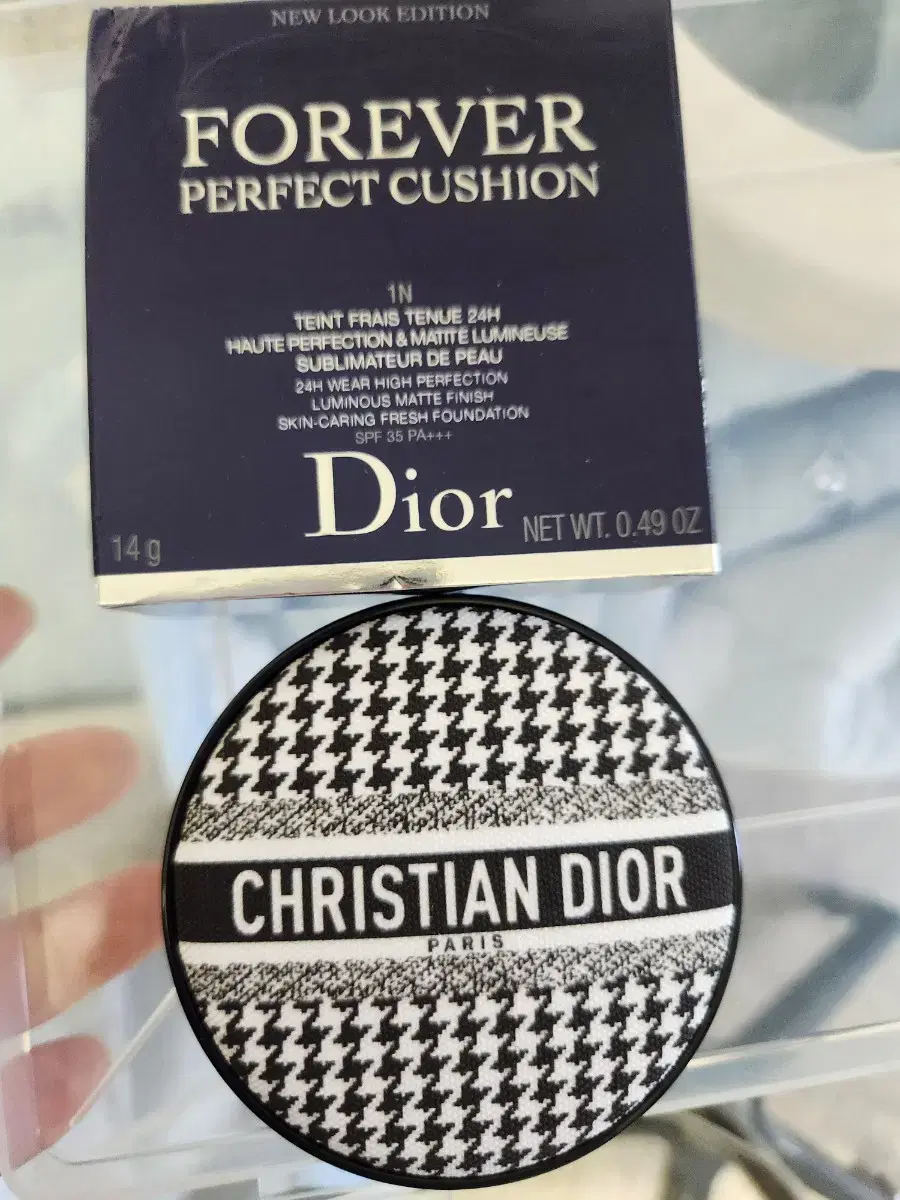 NEW LOOK EDITION
FOREVER
PERFECT CUSHION
1N
TEINT FRAIS TENUE 24H
HAUTE PERFECTION & MATITÉ LUMINEUSE
SUBLIMATEUR DE PEAU
24H WEAR HIGH PERFECTION
LUMINOUS MATTE FINISH
SKIN-CARING FRESH FOUNDATION
SPF 35 PA+++
Dior
14 g
NET WT. 0.49 OZ
CHRISTIAN DIOR
PARIS